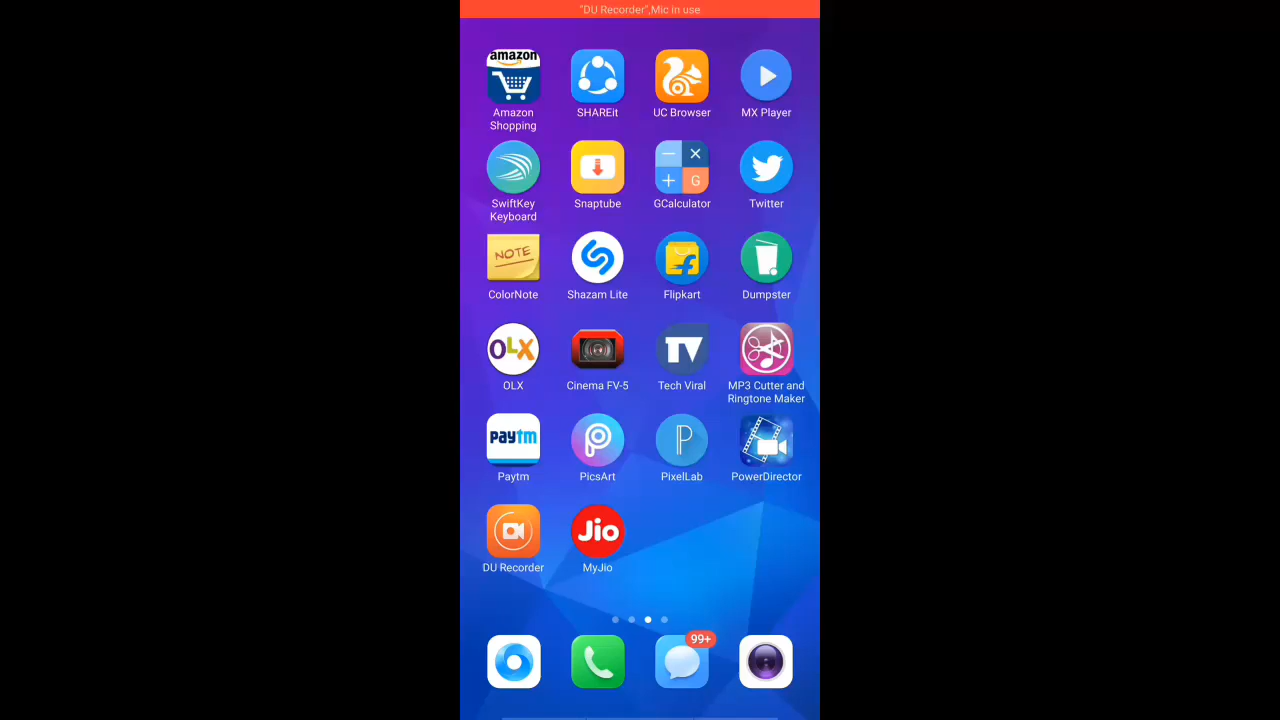 "DU Recorder",Mic in use
amazon
Amazon
Shopping
SHAREit
UC Browser
MX Player
SwiftKey
Keyboard
Snaptube
G
GCalculator
Twitter
NOTE
ColorNote
Shazam Lite
Flipkart
Dumpster
OLX
OLX
Cinema FV-5
TV
Tech Viral
MP3 Cutter and
Ringtone Maker
paytm
Paytm
PicsArt
P
PixelLab
PowerDirector
DU Recorder
Jio
MyJio
99+